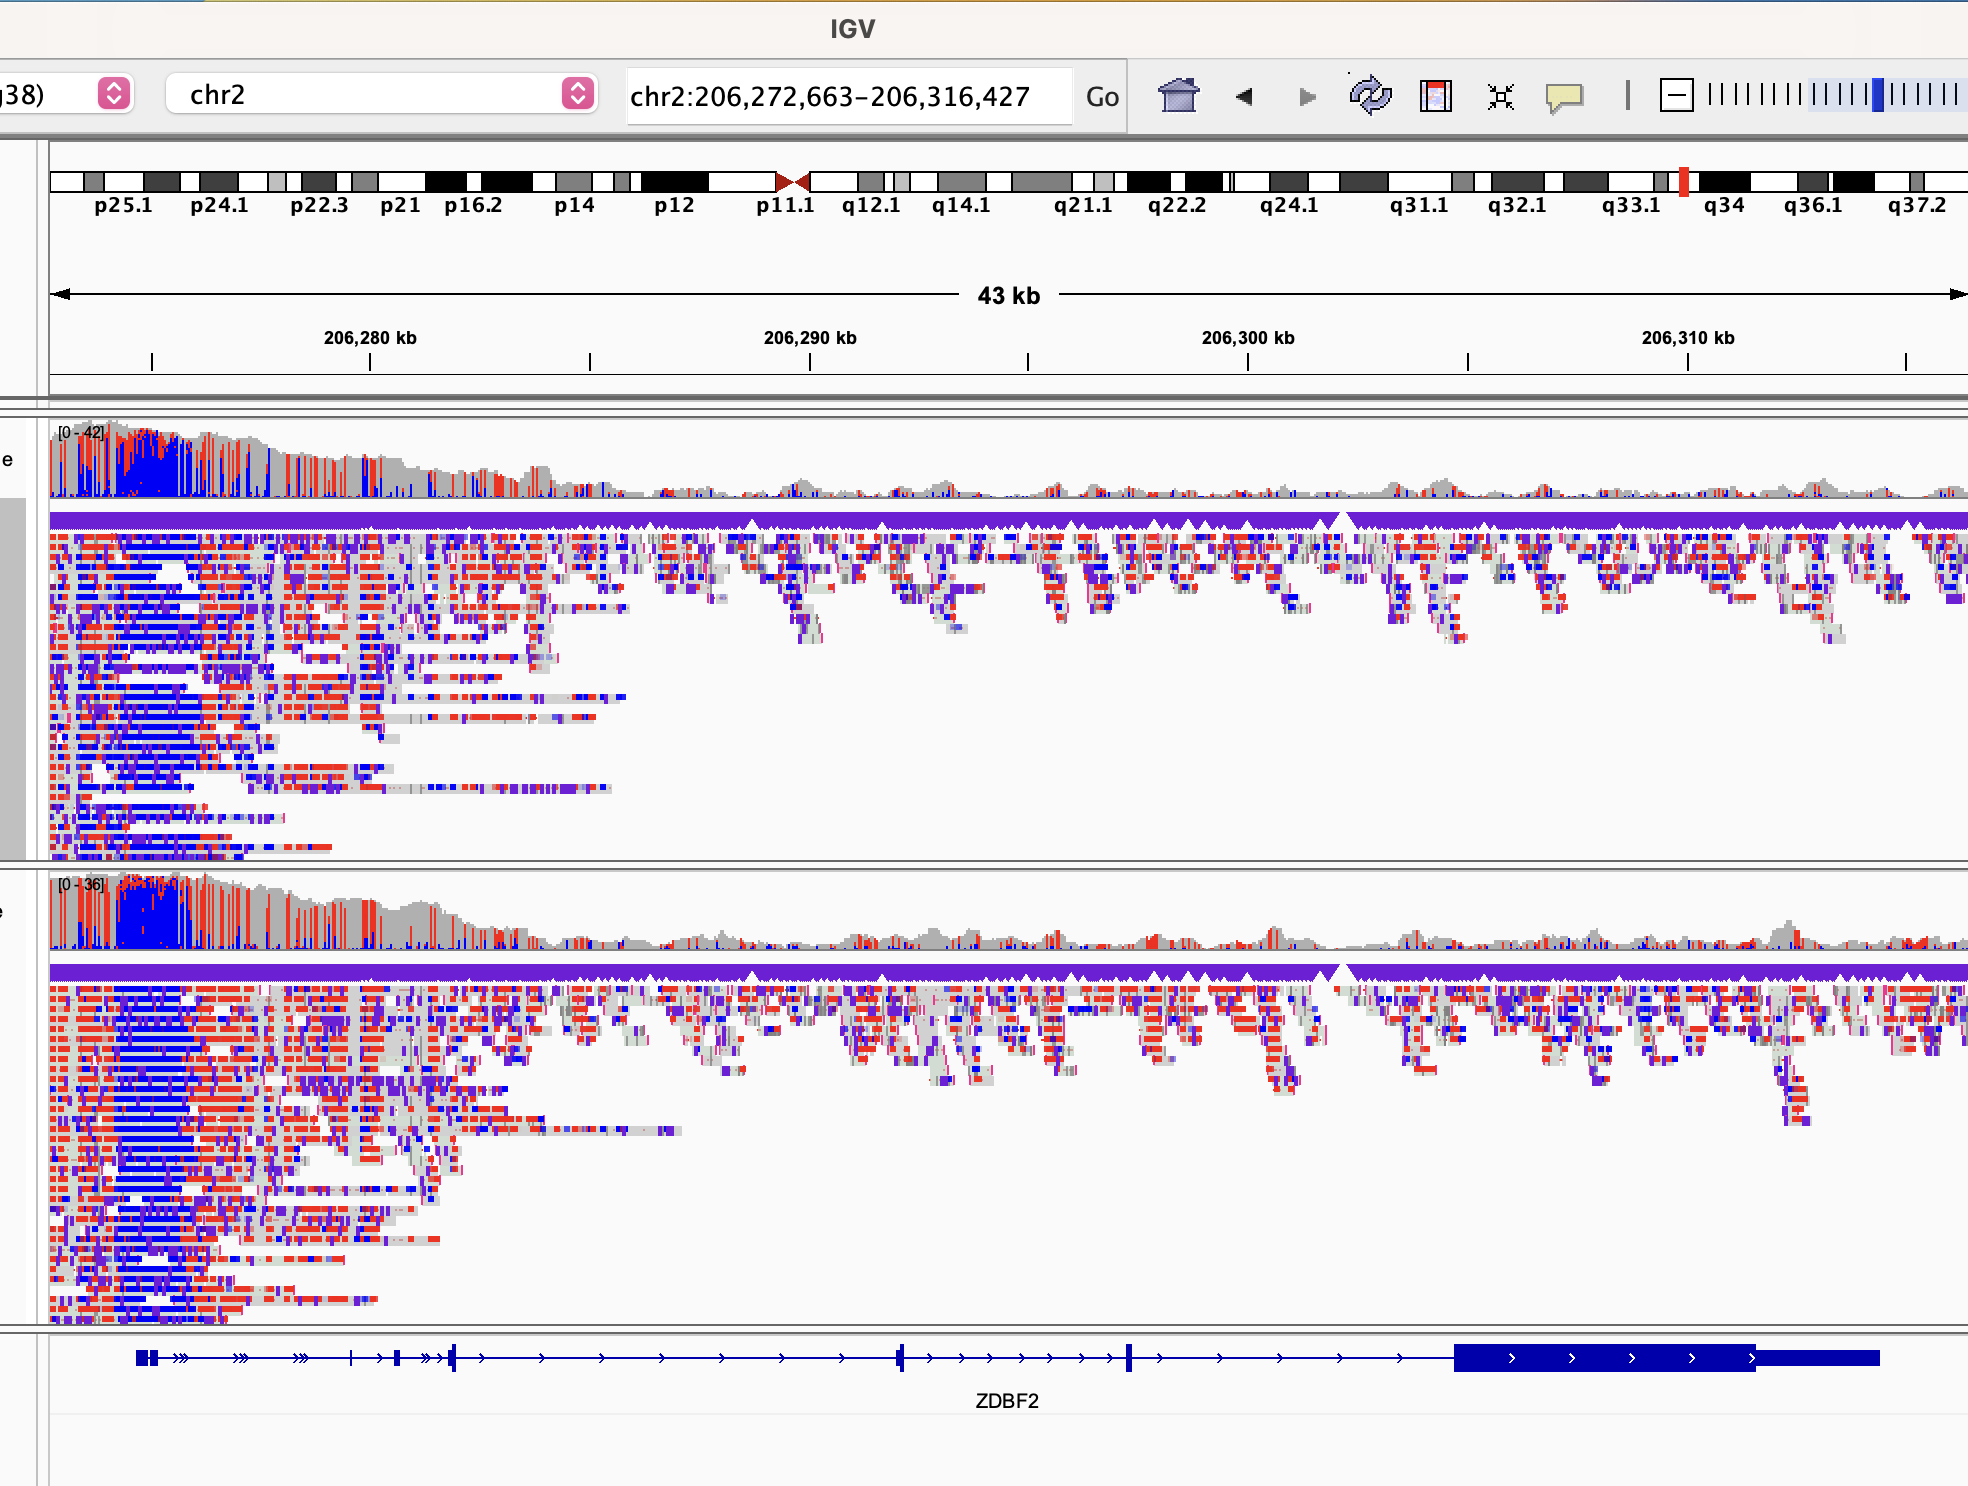 IGV
g38)
chr2
chr2:206,272,663-206,316,427
Go
p25.1 p24.1 p22.3 p21 p16.2 p14 p12 p11.1 q12.1 q14.1 q21.1 q22.2 q24.1 q31.1 q32.1 q33.1 q34 q36.1 q37.2
43 kb
206,280 kb 206,290 kb 206,300 kb 206,310 kb
[0 - 42]
e
[0 - 36]
e
ZDBF2